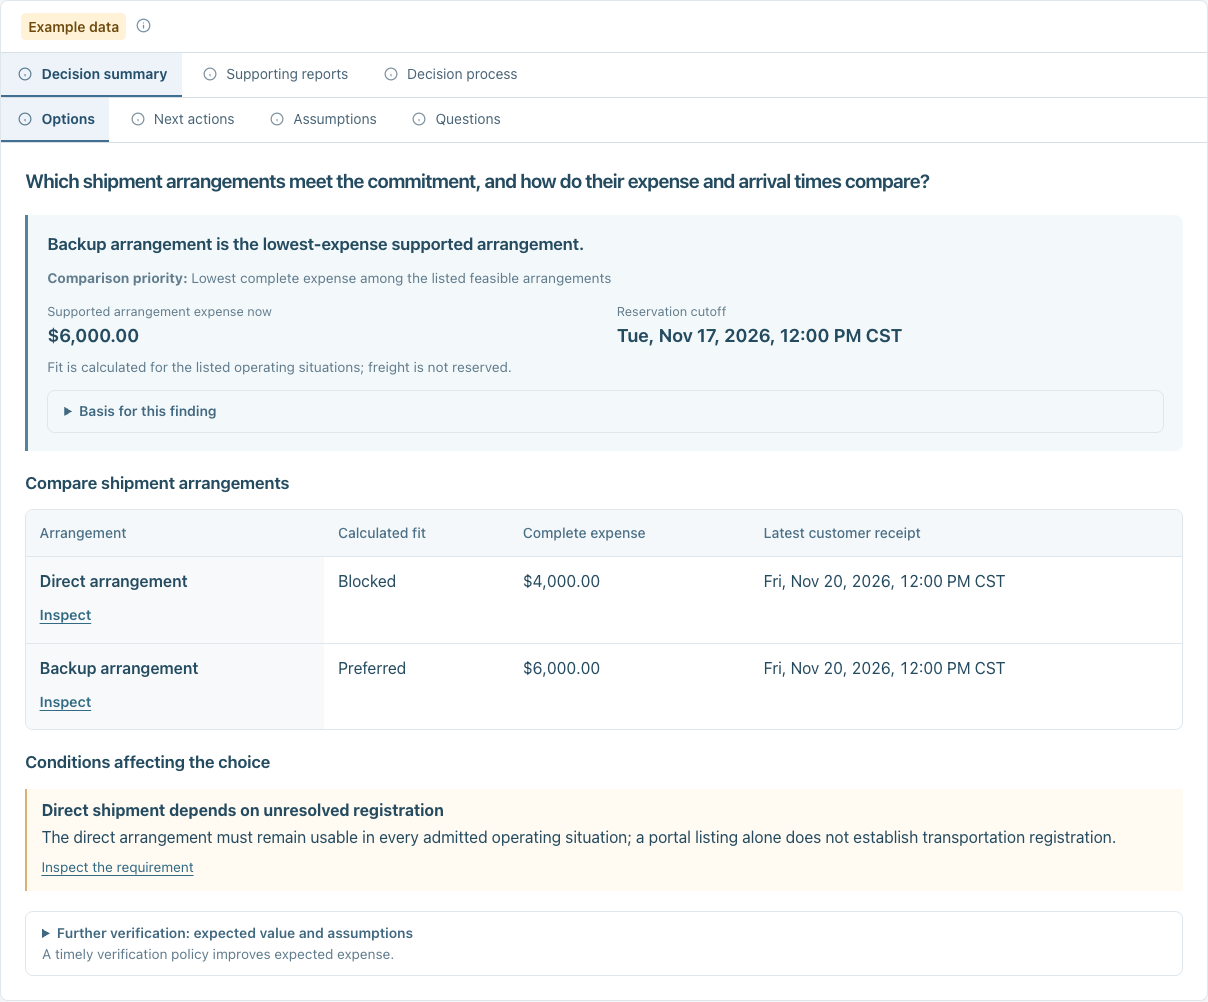 Example data
Decision summary
Supporting reports
Decision process
Options
Next actions
Assumptions
Questions
Which shipment arrangements meet the commitment, and how do their expense and arrival times compare?
Backup arrangement is the lowest-expense supported arrangement.
Comparison priority: Lowest complete expense among the listed feasible arrangements
Supported arrangement expense now
$6,000.00
Reservation cutoff
Tue, Nov 17, 2026, 12:00 PM CST
Fit is calculated for the listed operating situations; freight is not reserved.
Basis for this finding
Compare shipment arrangements
Arrangement Calculated fit Complete expense Latest customer receipt
Direct arrangement Blocked $4,000.00 Fri, Nov 20, 2026, 12:00 PM CST
Inspect
Backup arrangement Preferred $6,000.00 Fri, Nov 20, 2026, 12:00 PM CST
Inspect
Conditions affecting the choice
Direct shipment depends on unresolved registration
The direct arrangement must remain usable in every admitted operating situation; a portal listing alone does not establish transportation registration.
Inspect the requirement
Further verification: expected value and assumptions
A timely verification policy improves expected expense.